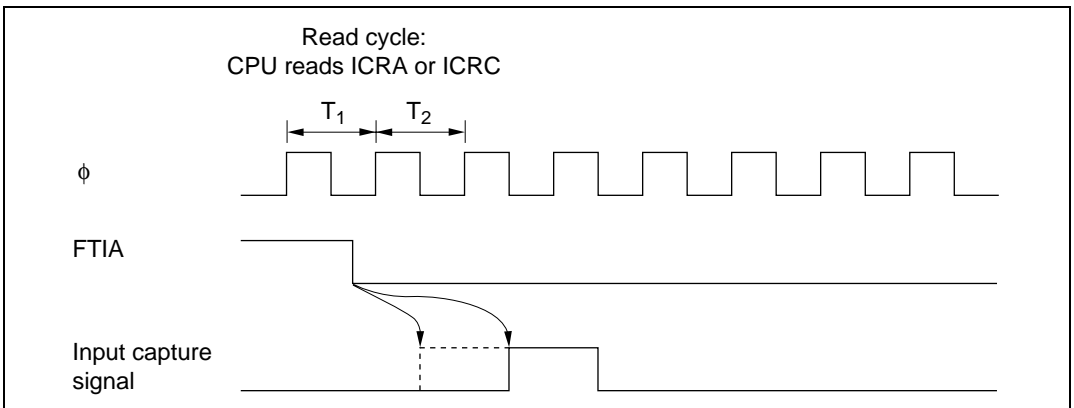 Read cycle:
CPU reads ICRA or ICRC
T₁ T₂
ϕ
FTIA
Input capture
signal